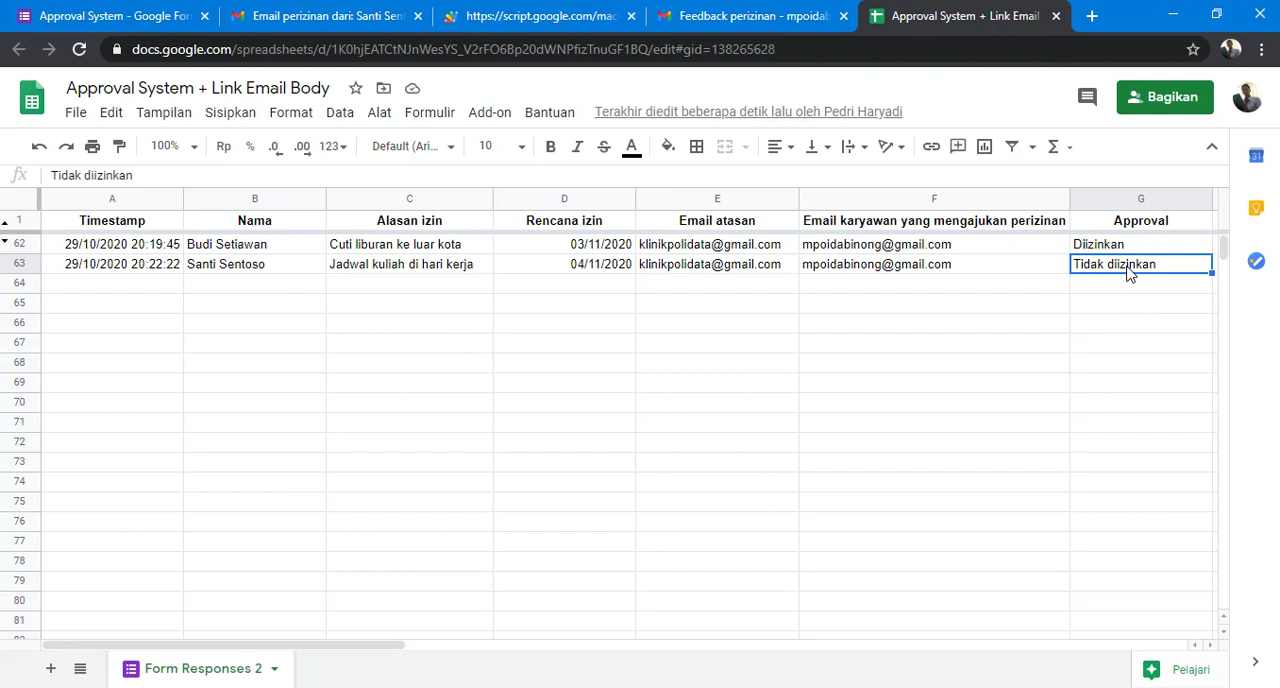 Approval System - Google For
Email perizinan dari: Santi Sent
https://script.google.com/mac
Feedback perizinan - mpoidab
Approval System + Link Email
docs.google.com/spreadsheets/d/1K0hjEATCtNJnWesYS_V2rFO6Bp20dWNPfizTnuGF1BQ/edit#gid=138265628
Approval System + Link Email Body
File Edit Tampilan Sisipkan Format Data Alat Formulir Add-on Bantuan Terakhir diedit beberapa detik lalu oleh Pedri Haryadi
Bagikan
100% Rp % .0 .00 123 Default (Ari... 10 B I S A Σ
fx Tidak diizinkan
A B C D E F G
1 Timestamp Nama Alasan izin Rencana izin Email atasan Email karyawan yang mengajukan perizinan Approval
62 29/10/2020 20:19:45 Budi Setiawan Cuti liburan ke luar kota 03/11/2020 klinikpolidata@gmail.com mpoidabinong@gmail.com Diizinkan
63 29/10/2020 20:22:22 Santi Sentoso Jadwal kuliah di hari kerja 04/11/2020 klinikpolidata@gmail.com mpoidabinong@gmail.com Tidak diizinkan
64
65
66
67
68
69
70
71
72
73
74
75
76
77
78
79
80
81
Form Responses 2
Pelajari
31